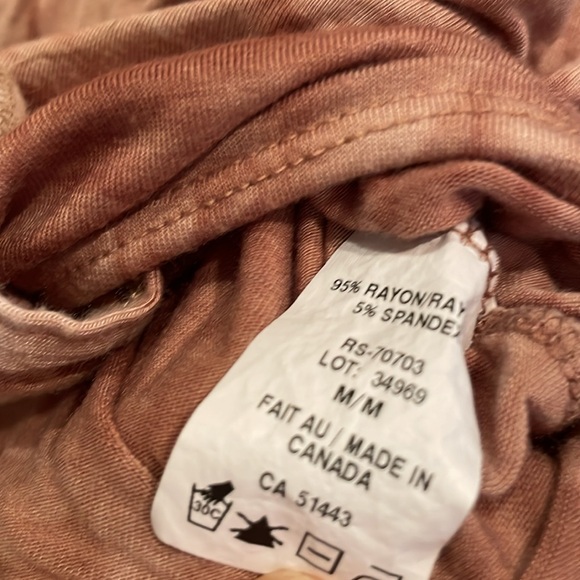 95% RAYON/RAY
5% SPANDEX
RS-70703
LOT: 34969
M/M
FAIT AU / MADE IN
CANADA
CA 51443
30C